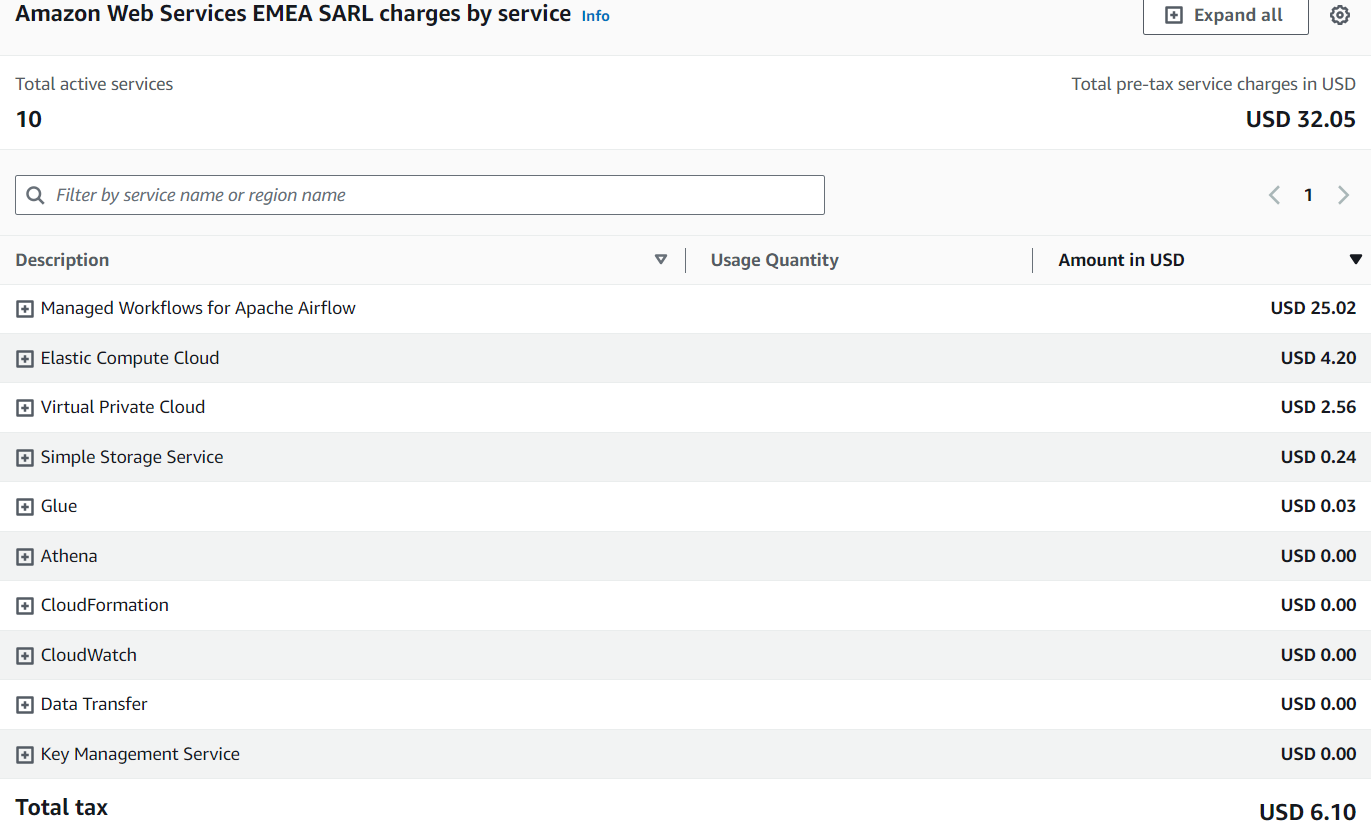 Amazon Web Services EMEA SARL charges by service Info
Expand all
Total active services
Total pre-tax service charges in USD
10
USD 32.05
Filter by service name or region name
1
Description
Usage Quantity
Amount in USD
Managed Workflows for Apache Airflow USD 25.02
Elastic Compute Cloud USD 4.20
Virtual Private Cloud USD 2.56
Simple Storage Service USD 0.24
Glue USD 0.03
Athena USD 0.00
CloudFormation USD 0.00
CloudWatch USD 0.00
Data Transfer USD 0.00
Key Management Service USD 0.00
Total tax USD 6.10